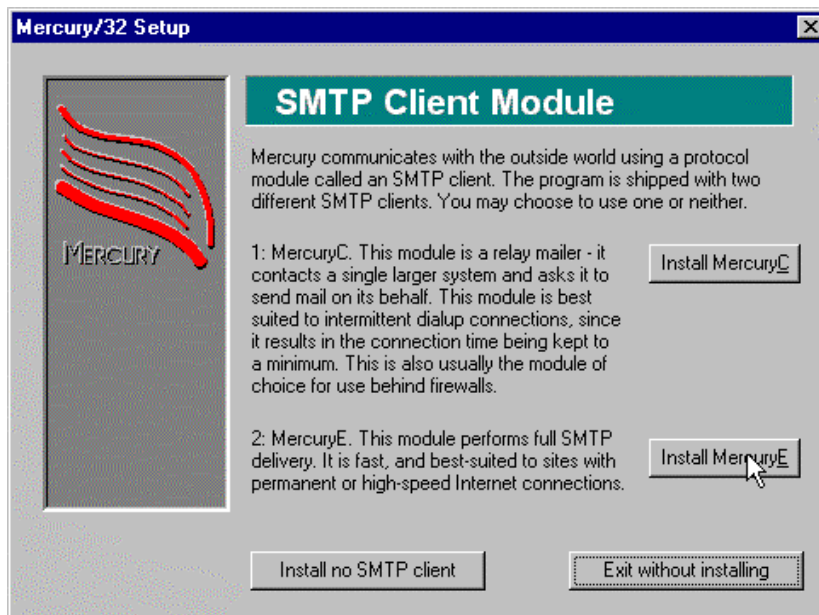 Mercury/32 Setup
SMTP Client Module
Mercury communicates with the outside world using a protocol
module called an SMTP client. The program is shipped with two
different SMTP clients. You may choose to use one or neither.
MERCURY
1: MercuryC. This module is a relay mailer - it
contacts a single larger system and asks it to
send mail on its behalf. This module is best
suited to intermittent dialup connections, since
it results in the connection time being kept to
a minimum. This is also usually the module of
choice for use behind firewalls.
Install MercuryC
2: MercuryE. This module performs full SMTP
delivery. It is fast, and best-suited to sites with
permanent or high-speed Internet connections.
Install MercuryE
Install no SMTP client
Exit without installing